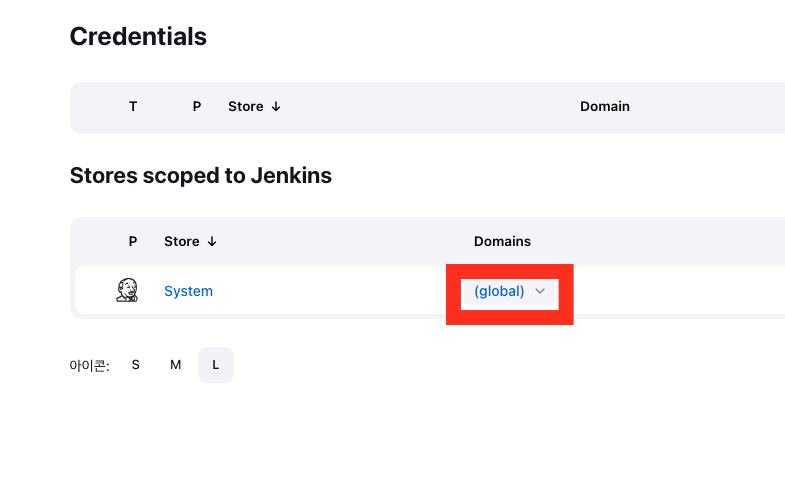 Credentials
T P Store ↓ Domain
Stores scoped to Jenkins
P Store ↓ Domains
System (global)
아이콘: S M L